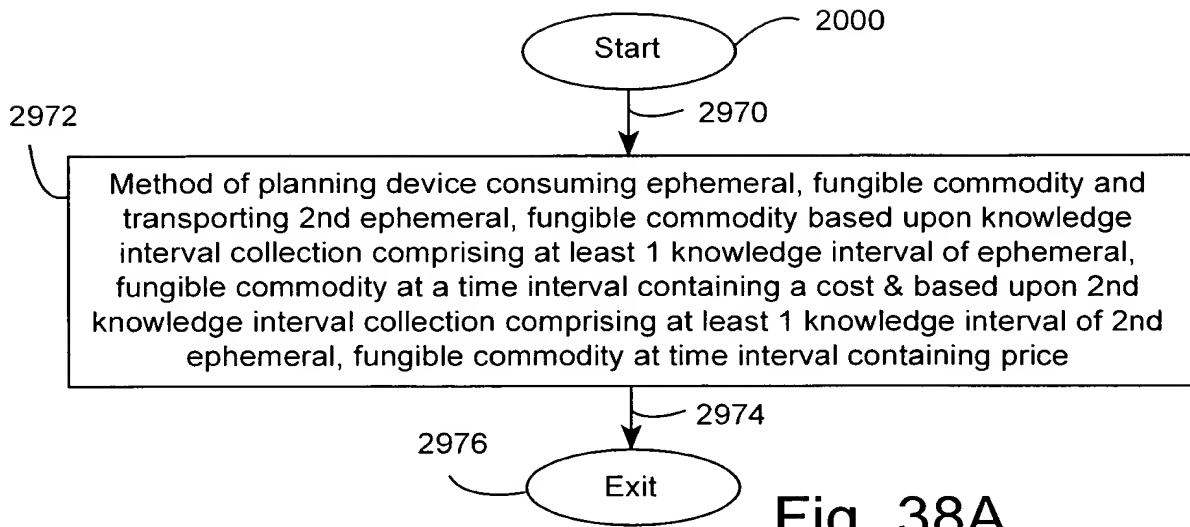 2000
Start
2970
2972
Method of planning device consuming ephemeral, fungible commodity and
transporting 2nd ephemeral, fungible commodity based upon knowledge
interval collection comprising at least 1 knowledge interval of ephemeral,
fungible commodity at a time interval containing a cost & based upon 2nd
knowledge interval collection comprising at least 1 knowledge interval of 2nd
ephemeral, fungible commodity at time interval containing price
2974
2976
Exit
Fig. 38A